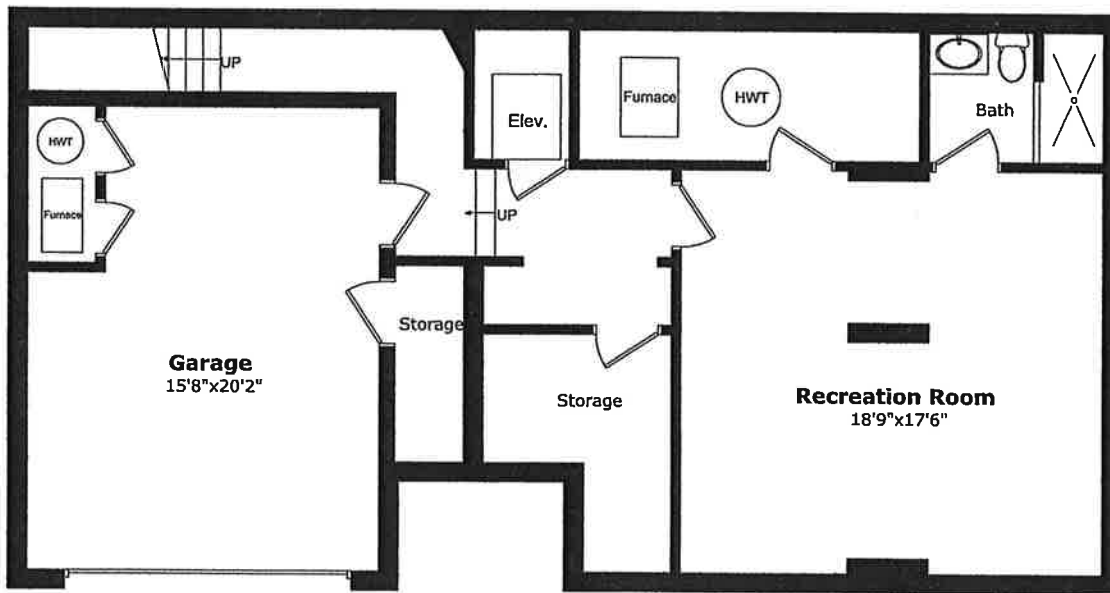 UP
Elev.
Furnace
HWT
Bath
HWT
Furnace
UP
Storage
Garage
15'8"x20'2"
Storage
Recreation Room
18'9"x17'6"